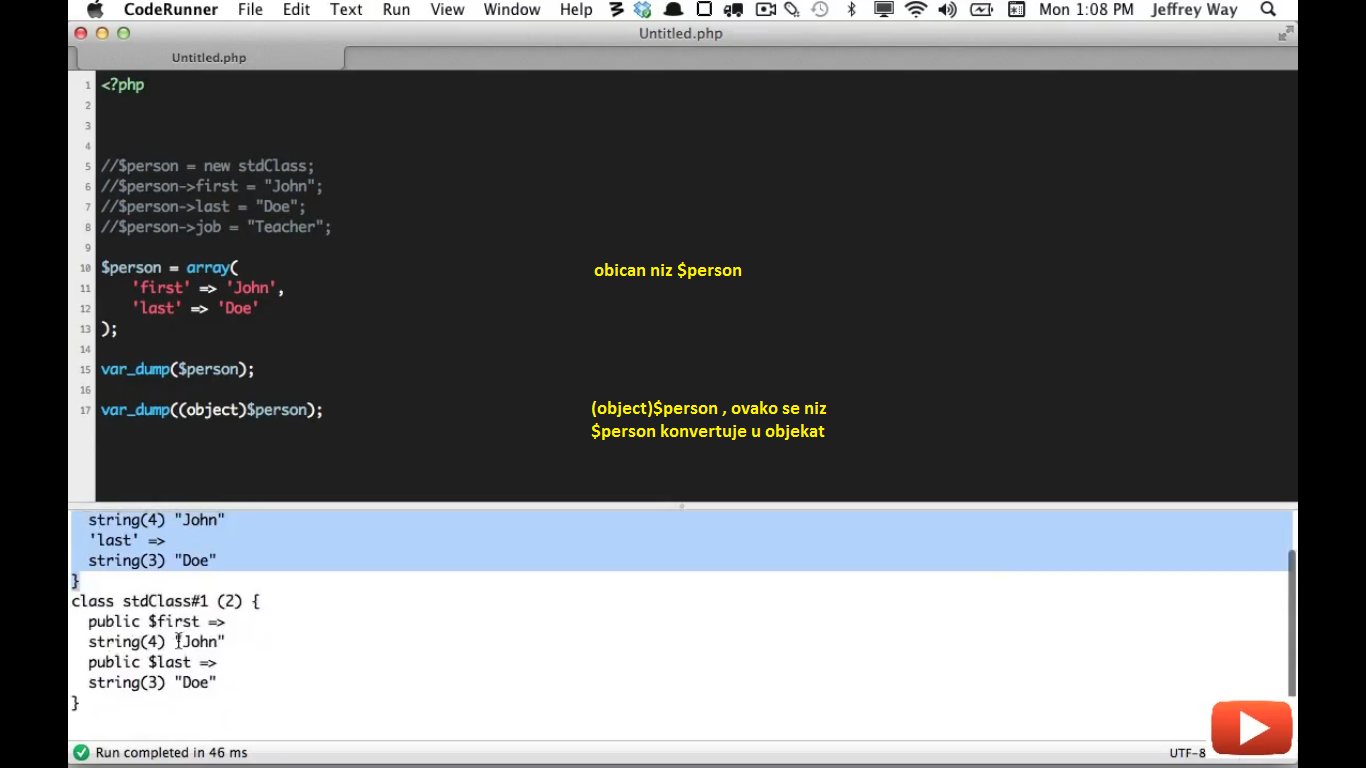 CodeRunner File Edit Text Run View Window Help Mon 1:08 PM Jeffrey Way
Untitled.php
Untitled.php
1 <?php
2
3
4
5 //$person = new stdClass;
6 //$person->first = "John";
7 //$person->last = "Doe";
8 //$person->job = "Teacher";
9
10 $person = array(
11 'first' => 'John',
12 'last' => 'Doe'
13 );
14
15 var_dump($person);
16
17 var_dump((object)$person);
obican niz $person
(object)$person , ovako se niz
$person konvertuje u objekat
string(4) "John"
'last' =>
string(3) "Doe"
}
class stdClass#1 (2) {
public $first =>
string(4) "John"
public $last =>
string(3) "Doe"
}
Run completed in 46 ms
UTF-8